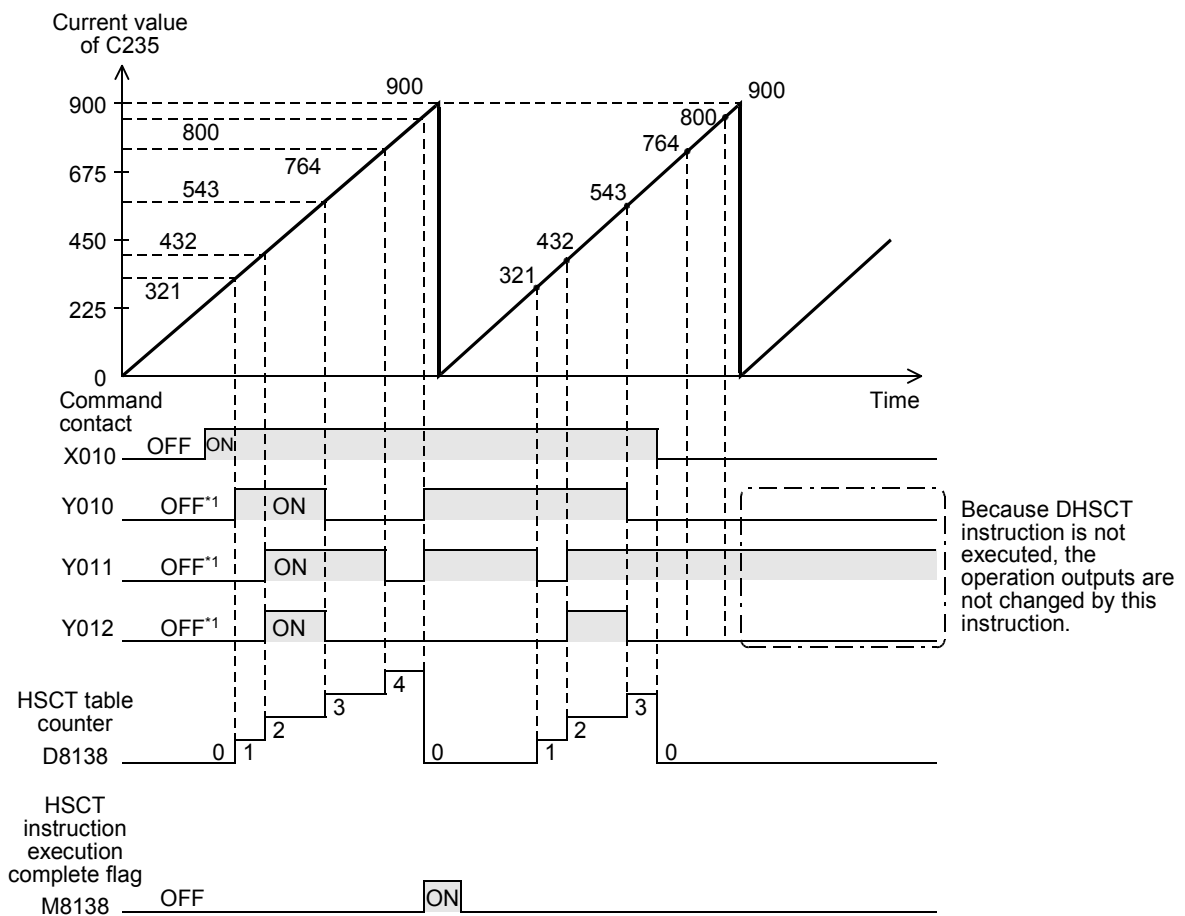 Current value
of C235
900
900
900
800
800
764
764
675
543
543
450
432
432
321
321
225
0
Time
Command
contact
X010
OFF
ON
Y010
OFF*1
ON
Y011
OFF*1
ON
Y012
OFF*1
ON
Because DHSCT
instruction is not
executed, the
operation outputs are
not changed by this
instruction.
HSCT table
counter
D8138
0
1
2
3
4
0
1
2
3
0
HSCT
instruction
execution
complete flag
M8138
OFF
ON